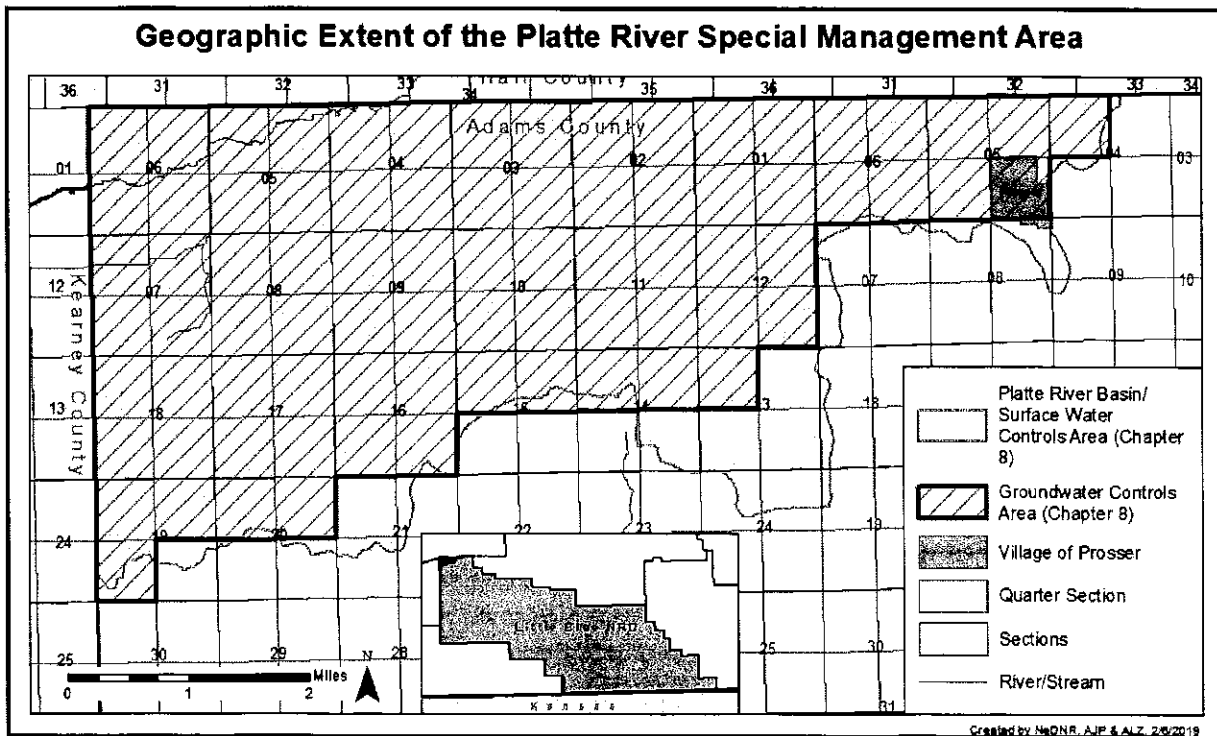 Geographic Extent of the Platte River Special Management Area
36 31 32 33 34 35 36 32 33 34
Adams County
01 06 05 04 03 02 01 06 05 04 03
12 07 08 09 10 11 12 07 08 09 10
Kearney County
13 18 17 16 15 13 18
24 19 20 21 22 23 24 19
25 30 29 28 25 30
31
N
Miles
0 1 2
Little Blue NRD
Kansas
Platte River Basin/
Surface Water
Controls Area (Chapter
8)
Groundwater Controls
Area (Chapter 8)
Village of Prosser
Quarter Section
Sections
River/Stream
Created by NeDNR, AJP & ALZ, 2/6/2019